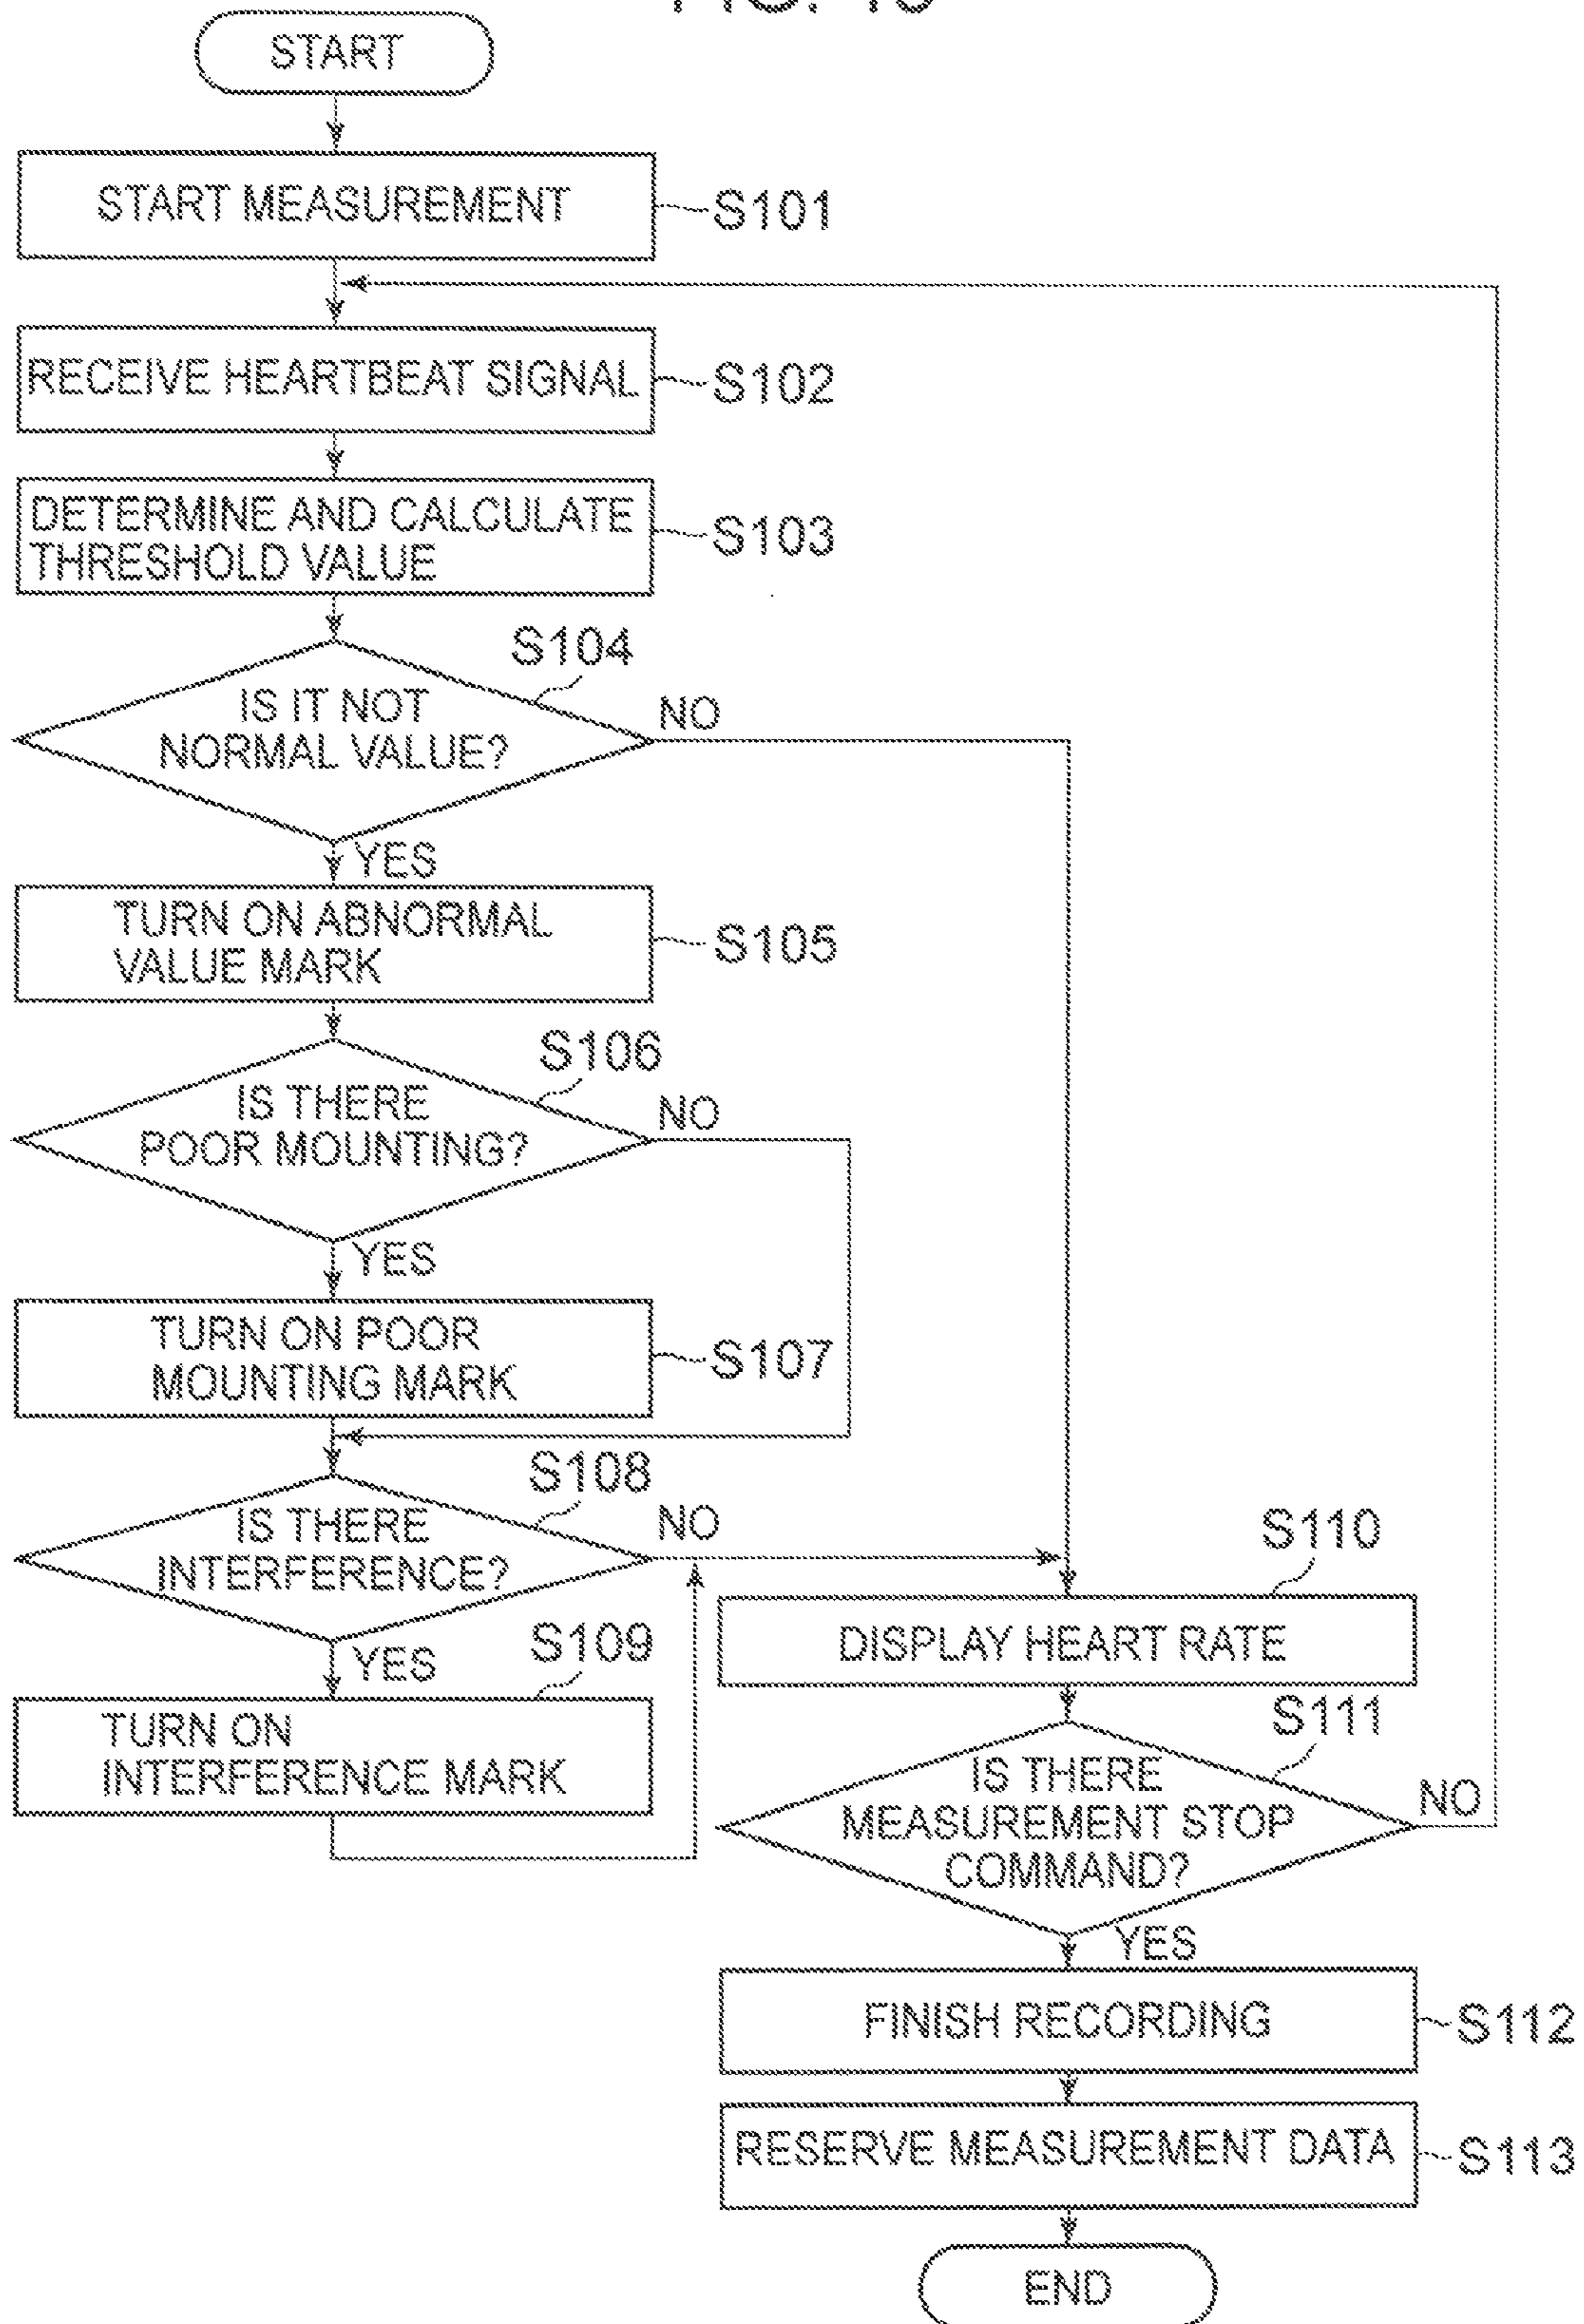 START
START MEASUREMENT
S101
RECEIVE HEARTBEAT SIGNAL
S102
DETERMINE AND CALCULATE
THRESHOLD VALUE
S103
S104
IS IT NOT
NORMAL VALUE?
NO
YES
TURN ON ABNORMAL
VALUE MARK
S105
S106
IS THERE
POOR MOUNTING?
NO
YES
TURN ON POOR
MOUNTING MARK
S107
S108
IS THERE
INTERFERENCE?
NO
YES
S109
TURN ON
INTERFERENCE MARK
S110
DISPLAY HEART RATE
S111
IS THERE
MEASUREMENT STOP
COMMAND?
NO
YES
FINISH RECORDING
S112
RESERVE MEASUREMENT DATA
S113
END